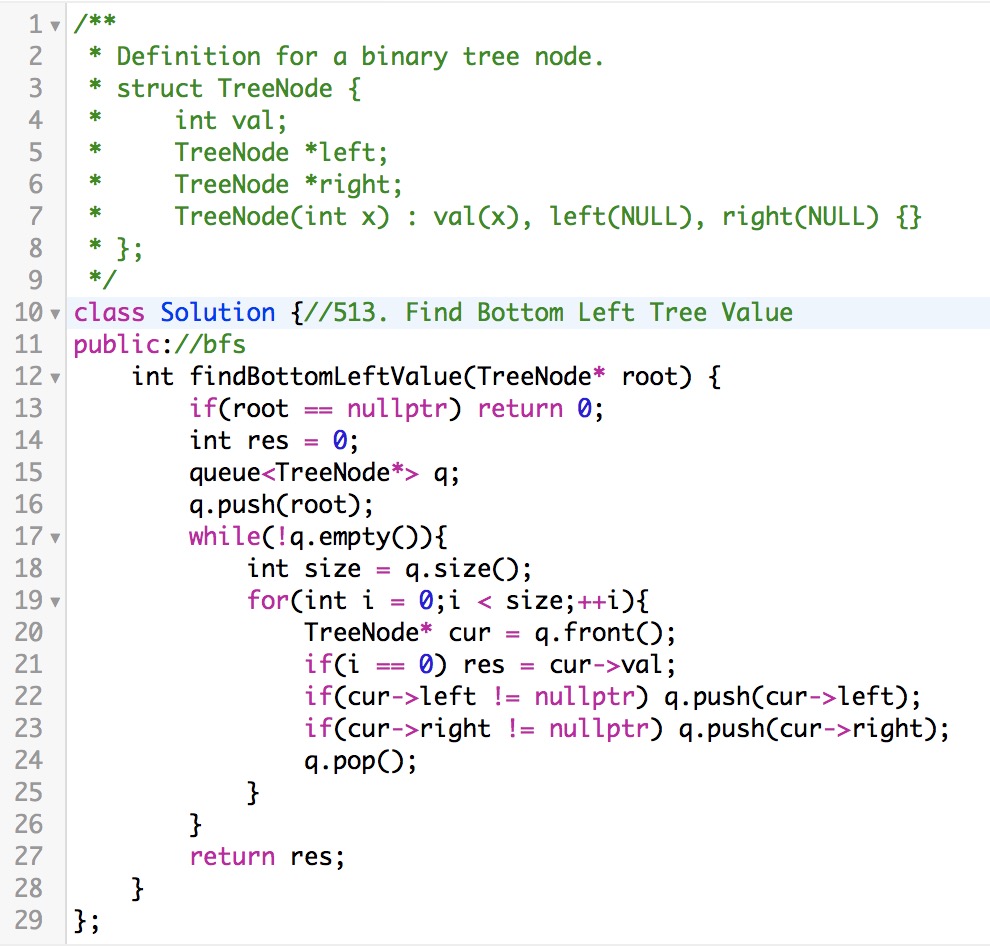 1 /**
2  * Definition for a binary tree node.
3  * struct TreeNode {
4  *     int val;
5  *     TreeNode *left;
6  *     TreeNode *right;
7  *     TreeNode(int x) : val(x), left(NULL), right(NULL) {}
8  * };
9  */
10 class Solution {//513. Find Bottom Left Tree Value
11 public://bfs
12     int findBottomLeftValue(TreeNode* root) {
13         if(root == nullptr) return 0;
14         int res = 0;
15         queue<TreeNode*> q;
16         q.push(root);
17         while(!q.empty()){
18             int size = q.size();
19             for(int i = 0;i < size;++i){
20                 TreeNode* cur = q.front();
21                 if(i == 0) res = cur->val;
22                 if(cur->left != nullptr) q.push(cur->left);
23                 if(cur->right != nullptr) q.push(cur->right);
24                 q.pop();
25             }
26         }
27         return res;
28     }
29 };